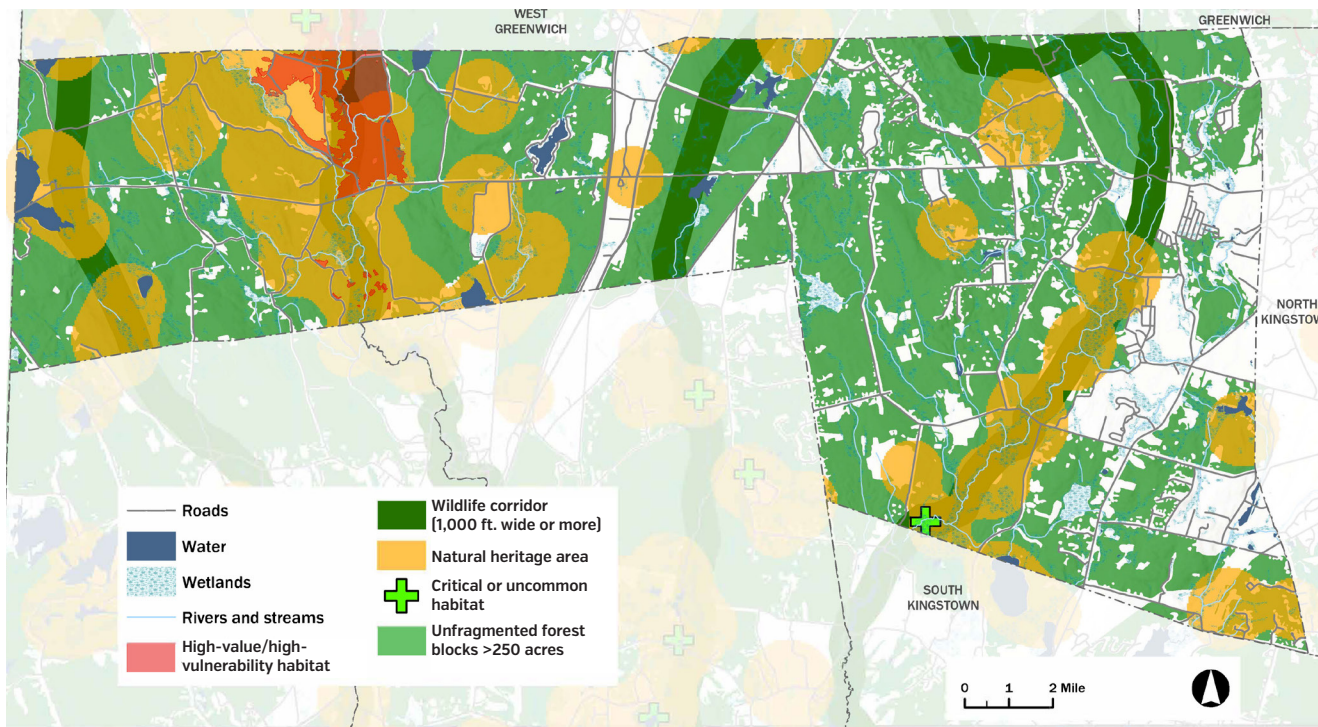 WEST
GREENWICH
GREENWICH
NORTH
KINGSTOW
SOUTH
KINGSTOWN
Roads
Water
Wetlands
Rivers and streams
High-value/high-
vulnerability habitat
Wildlife corridor
(1,000 ft. wide or more)
Natural heritage area
Critical or uncommon
habitat
Unfragmented forest
blocks >250 acres
0 1 2 Mile